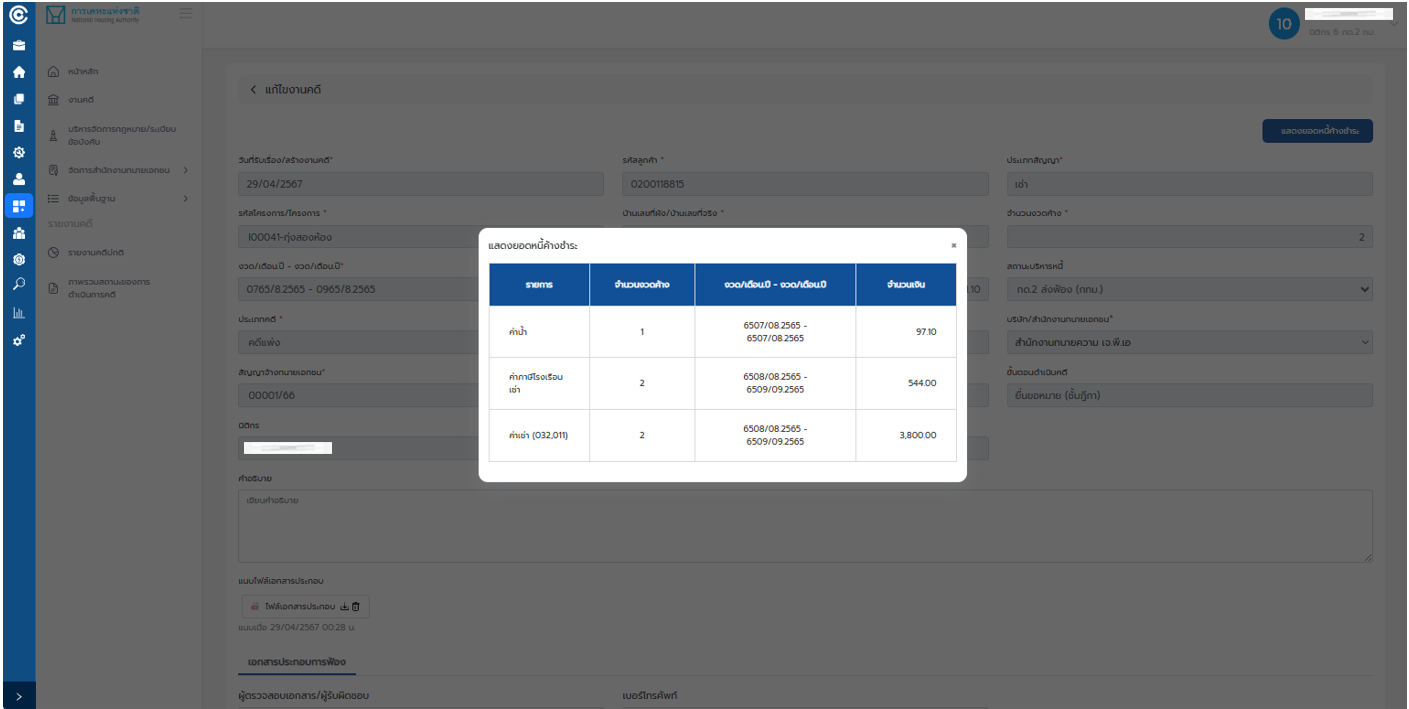 การเคหะแห่งชาติ
National Housing Authority
10
นิติกร 6 กด.2 กบ.
หน้าหลัก
งานคดี
บริหารจัดการกฎหมาย/ระเบียบ
ข้อบังคับ
จัดการสำนักงานทนายเอกชน
ข้อมูลพื้นฐาน
รายงานคดี
รายงานคดีปกติ
ภาพรวมสถานะของการ
ดำเนินการคดี
แก้ไขงานคดี
แสดงยอดหนี้ค้างชำระ
วันที่รับเรื่อง/สร้างงานคดี*
รหัสลูกค้า *
ประเภทสัญญา*
29/04/2567
0200118815
เช่า
รหัสโครงการ/โครงการ *
บ้านเลขที่ผัง/บ้านเลขที่จริง *
จำนวนงวดค้าง *
I00041-ทุ่งสองห้อง
2
งวด/เดือน.ปี - งวด/เดือน.ปี*
สถานะบริหารหนี้
0765/8.2565 - 0965/8.2565
1.10
กด.2 ส่งฟ้อง (กทม.)
ประเภทคดี *
บริษัท/สำนักงานทนายเอกชน*
คดีแพ่ง
สำนักงานทนายความ เจ.พี.เอ
สัญญาจ้างทนายเอกชน*
ขั้นตอนดำเนินคดี
00001/66
ยื่นขอหมาย (ชั้นฎีกา)
นิติกร
แสดงยอดหนี้ค้างชำระ
×
รายการ จำนวนงวดค้าง งวด/เดือน.ปี - งวด/เดือน.ปี จำนวนเงิน
ค่าน้ำ 1 6507/08.2565 - 97.10
6507/08.2565
ค่าภาษีโรงเรือน 2 6508/08.2565 - 544.00
เช่า 6509/09.2565
ค่าเช่า (032,011) 2 6508/08.2565 - 3,800.00
6509/09.2565
คำอธิบาย
เขียนคำอธิบาย
แนบไฟล์เอกสารประกอบ
ไฟล์เอกสารประกอบ
แนบเมื่อ 29/04/2567 00:28 น.
เอกสารประกอบการฟ้อง
ผู้ตรวจสอบเอกสาร/ผู้รับผิดชอบ
เบอร์โทรศัพท์